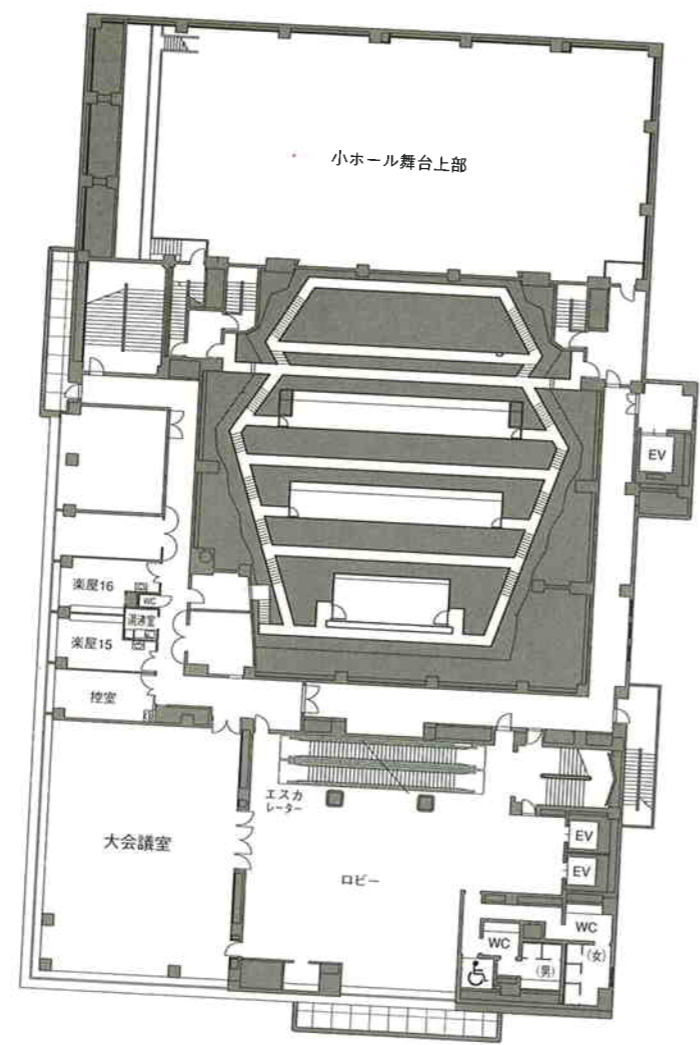 小ホール舞台上部
EV
楽屋16
WC
湯沸室
楽屋15
控室
エスカ
レーター
大会議室
ロビー
EV
EV
WC
WC
(女)
(男)